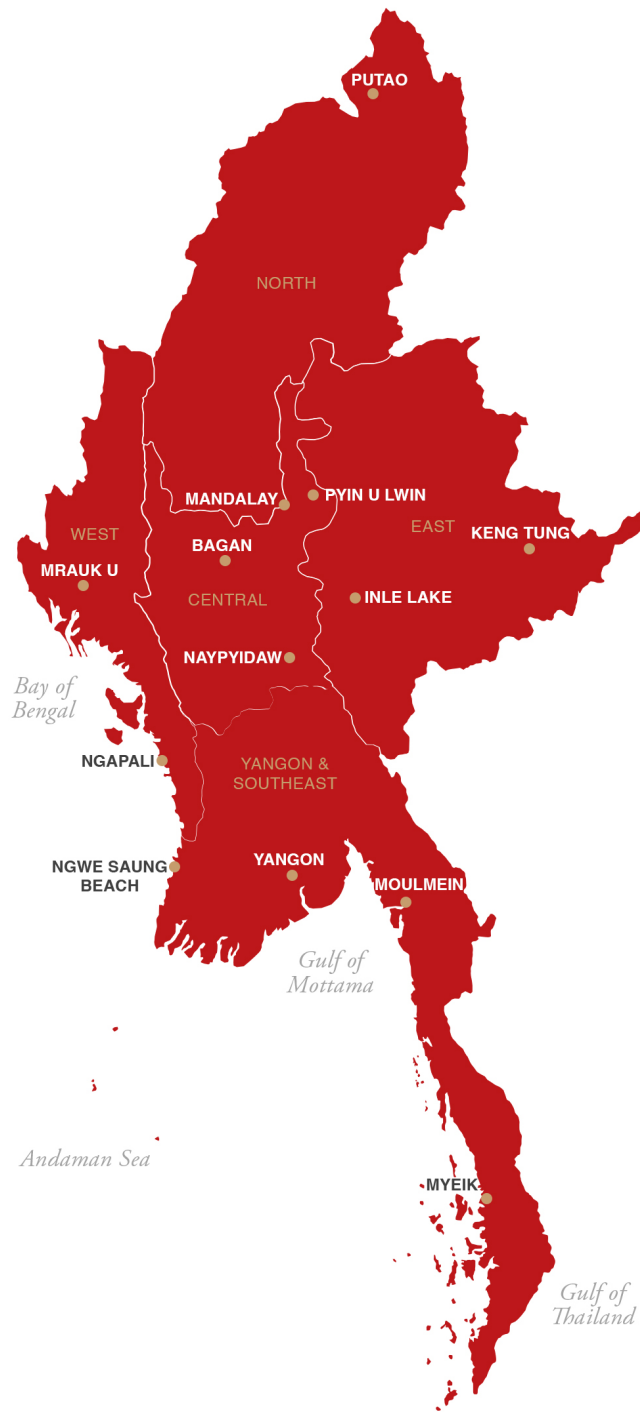 PUTAO
NORTH
MANDALAY
PYIN U LWIN
WEST
EAST
KENG TUNG
BAGAN
MRAUK U
CENTRAL
INLE LAKE
NAYPYIDAW
Bay of
Bengal
NGAPALI
YANGON &
SOUTHEAST
NGWE SAUNG
BEACH
YANGON
MOULMEIN
Gulf of
Mottama
Andaman Sea
MYEIK
Gulf of
Thailand